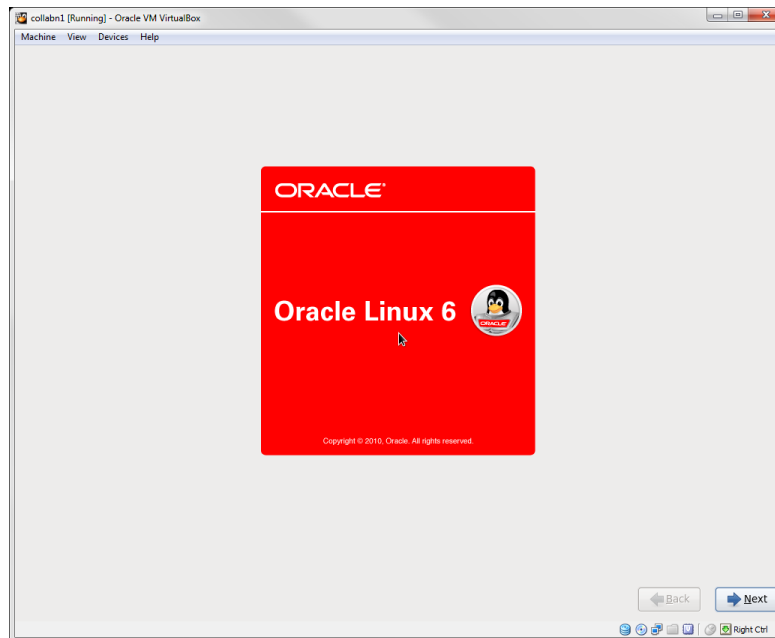 collabn1 [Running] - Oracle VM VirtualBox
Machine View Devices Help
ORACLE®
Oracle Linux 6
ORACLE
Copyright © 2010, Oracle. All rights reserved.
Back Next
Right Ctrl